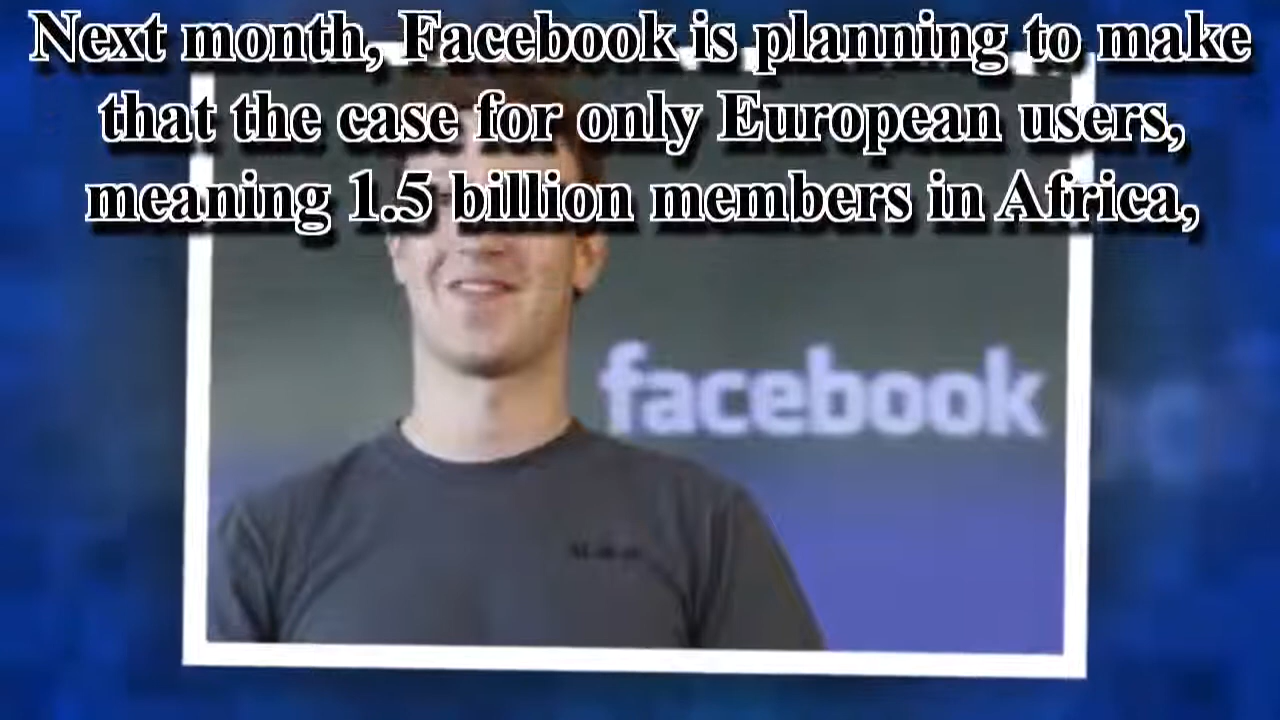 Next month, Facebook is planning to make
that the case for only European users,
meaning 1.5 billion members in Africa,
facebook